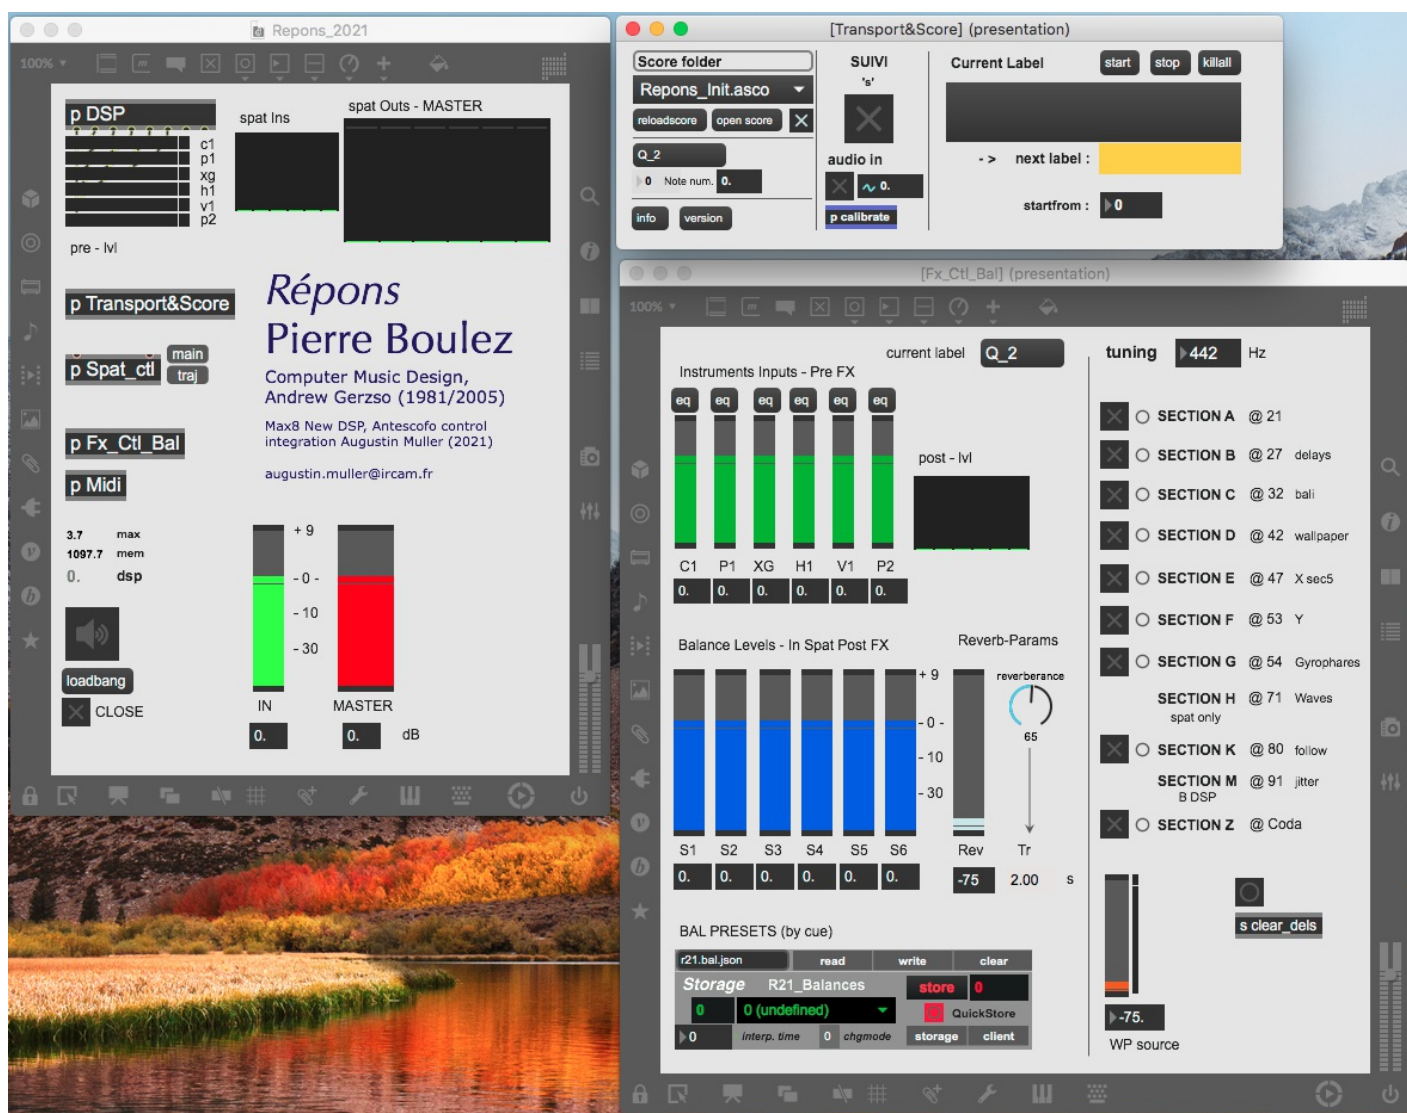 Repons_2021
100%
p DSP
c1
p1
xg
h1
v1
p2
pre - lvl
spat Ins
spat Outs - MASTER
p Transport&Score
p Spat_ctl
main
traj
p Fx_Ctl_Bal
p Midi
Répons
Pierre Boulez
Computer Music Design,
Andrew Gerzso (1981/2005)
Max8 New DSP, Antescofo control
integration Augustin Muller (2021)
augustin.muller@ircam.fr
3.7 max
1097.7 mem
0. dsp
loadbang
CLOSE
+ 9
- 0 -
- 10
- 30
IN
MASTER
0.
0.
dB
[Transport&Score] (presentation)
Score folder
Repons_Init.asco
reloadscore
open score
Q_2
0 Note num. 0.
info
version
SUIVI
's'
audio in
0.
p calibrate
Current Label
start
stop
killall
- > next label :
startfrom : 0
[Fx_Ctl_Bal] (presentation)
100%
current label Q_2
Instruments Inputs - Pre FX
eq eq eq eq eq eq
C1 P1 XG H1 V1 P2
0. 0. 0. 0. 0. 0.
post - lvl
Balance Levels - In Spat Post FX
+ 9
- 0 -
- 10
- 30
S1 S2 S3 S4 S5 S6
0. 0. 0. 0. 0. 0.
Reverb-Params
reverberance
65
Rev
Tr
-75
2.00 s
BAL PRESETS (by cue)
r21.bal.json read write clear
Storage R21_Balances store 0
0 0 (undefined) QuickStore
0 interp. time 0 chgmode storage client
tuning 442 Hz
SECTION A @ 21
SECTION B @ 27 delays
SECTION C @ 32 bali
SECTION D @ 42 wallpaper
SECTION E @ 47 X sec5
SECTION F @ 53 Y
SECTION G @ 54 Gyrophares
SECTION H @ 71 Waves
spat only
SECTION K @ 80 follow
SECTION M @ 91 jitter
B DSP
SECTION Z @ Coda
s clear_dels
-75.
WP source